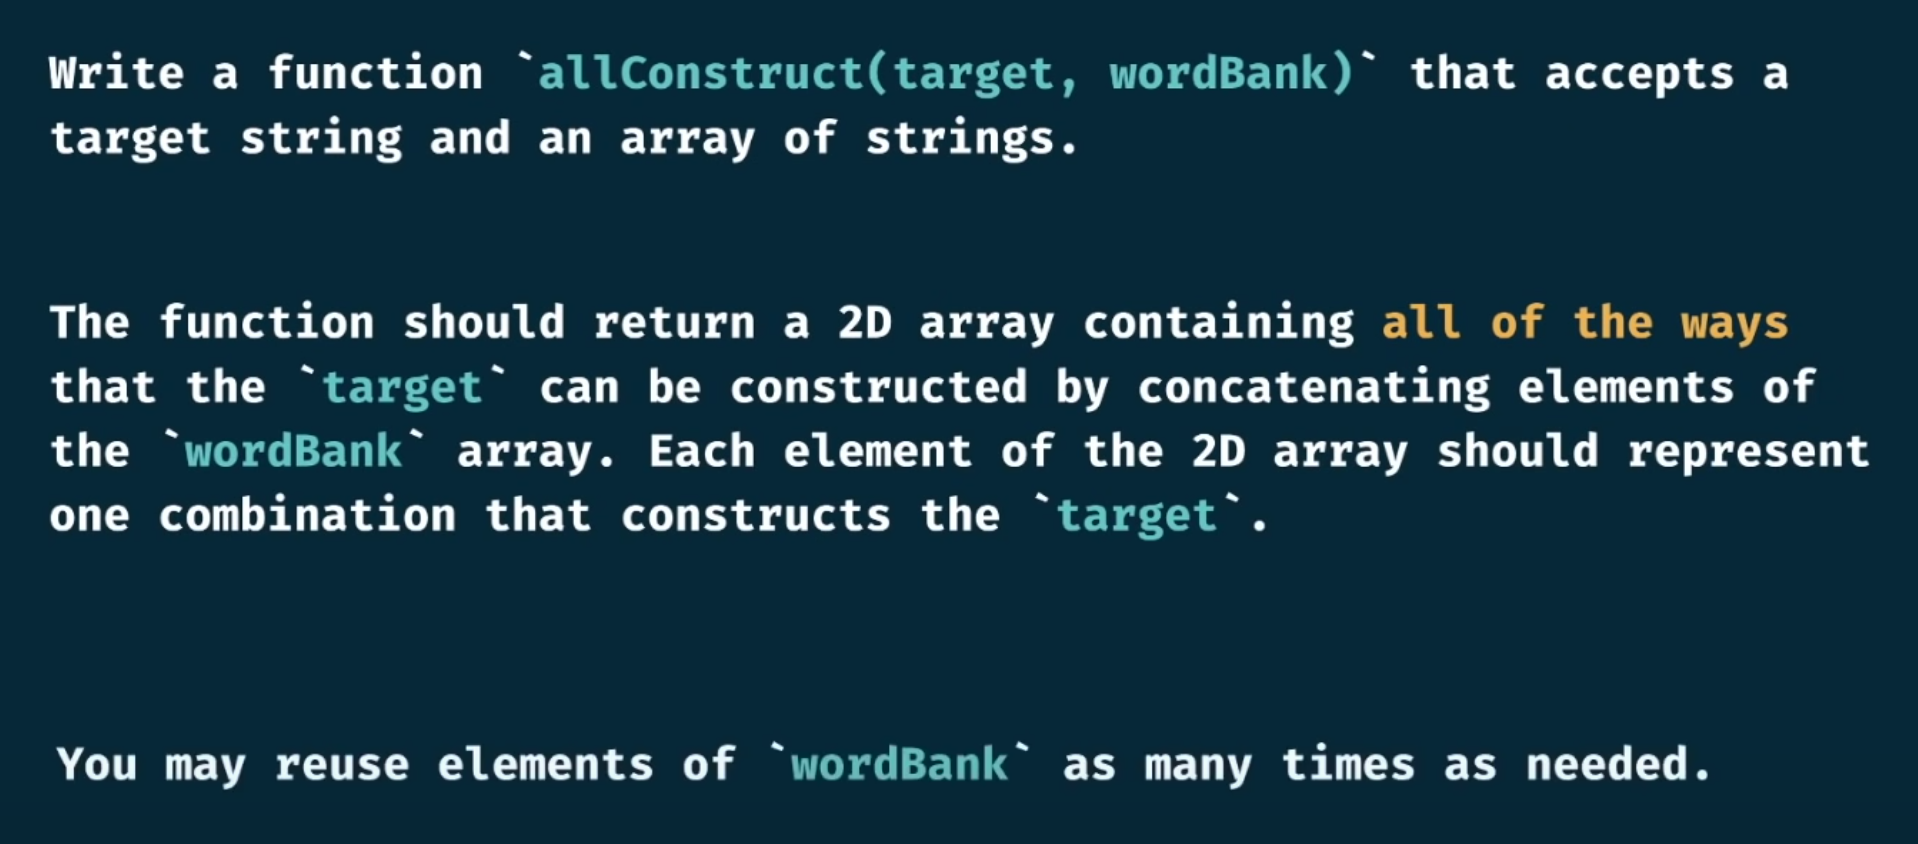 Write a function `allConstruct(target, wordBank)` that accepts a
target string and an array of strings.
The function should return a 2D array containing all of the ways
that the `target` can be constructed by concatenating elements of
the `wordBank` array. Each element of the 2D array should represent
one combination that constructs the `target`.
You may reuse elements of `wordBank` as many times as needed.